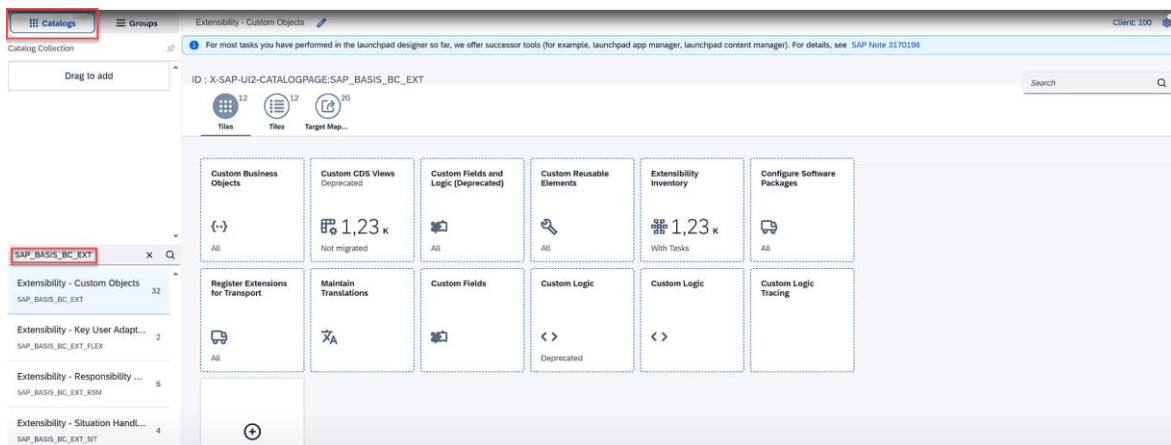 Catalogs
Groups
Extensibility - Custom Objects
Client: 100
Catalog Collection
For most tasks you have performed in the launchpad designer so far, we offer successor tools (for example, launchpad app manager, launchpad content manager). For details, see SAP Note 3170196
Drag to add
ID : X-SAP-UI2-CATALOGPAGE:SAP_BASIS_BC_EXT
Search
12
12
20
Tiles
Tiles
Target Map...
Custom Business
Objects
All
Custom CDS Views
Deprecated
1,23 K
Not migrated
Custom Fields and
Logic (Deprecated)
All
Custom Reusable
Elements
All
Extensibility
Inventory
1,23 K
With Tasks
Configure Software
Packages
All
Register Extensions
for Transport
All
Maintain
Translations
Custom Fields
Custom Logic
Deprecated
Custom Logic
Custom Logic
Tracing
SAP_BASIS_BC_EXT
Extensibility - Custom Objects
32
SAP_BASIS_BC_EXT
Extensibility - Key User Adapt...
2
SAP_BASIS_BC_EXT_FLEX
Extensibility - Responsibility ...
6
SAP_BASIS_BC_EXT_RSM
Extensibility - Situation Handl...
4
SAP_BASIS_BC_EXT_SIT